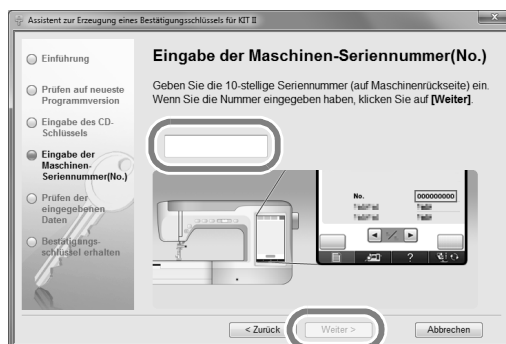 Assistent zur Erzeugung eines Bestätigungsschlüssels für KIT II
Einführung
Prüfen auf neueste
Programmversion
Eingabe des CD-
Schlüssels
Eingabe der
Maschinen-
Seriennummer(No.)
Prüfen der
eingegebenen
Daten
Bestätigungs-
schlüssel erhalten
Eingabe der Maschinen-Seriennummer(No.)
Geben Sie die 10-stellige Seriennummer (auf Maschinenrückseite) ein.
Wenn Sie die Nummer eingegeben haben, klicken Sie auf [Weiter].
No. 000000000
?
< Zurück Weiter > Abbrechen